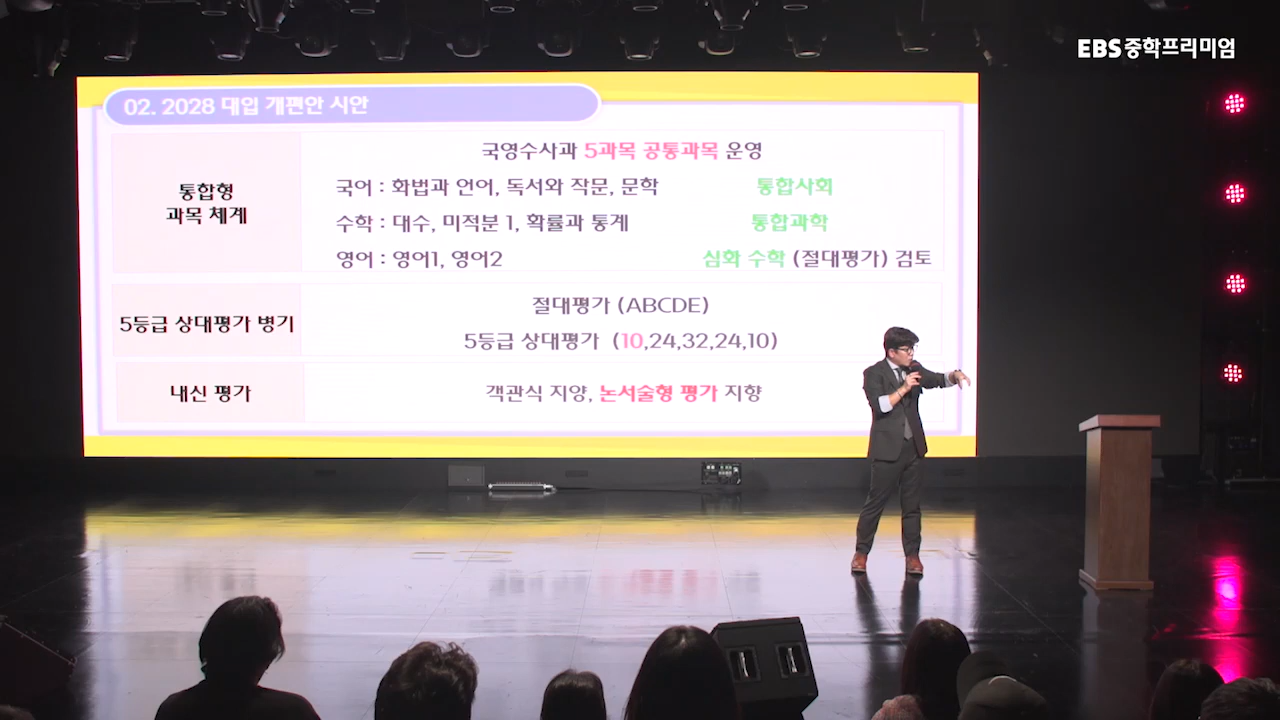 EBS중학프리미엄
02. 2028 대입 개편안 시안
통합형
과목 체계
국영수사과 5과목 공통과목 운영
국어 : 화법과 언어, 독서와 작문, 문학 통합사회
수학 : 대수, 미적분 1, 확률과 통계 통합과학
영어 : 영어1, 영어2 심화 수학 (절대평가) 검토
5등급 상대평가 병기
절대평가 (ABCDE)
5등급 상대평가 (10,24,32,24,10)
내신 평가
객관식 지양, 논서술형 평가 지향